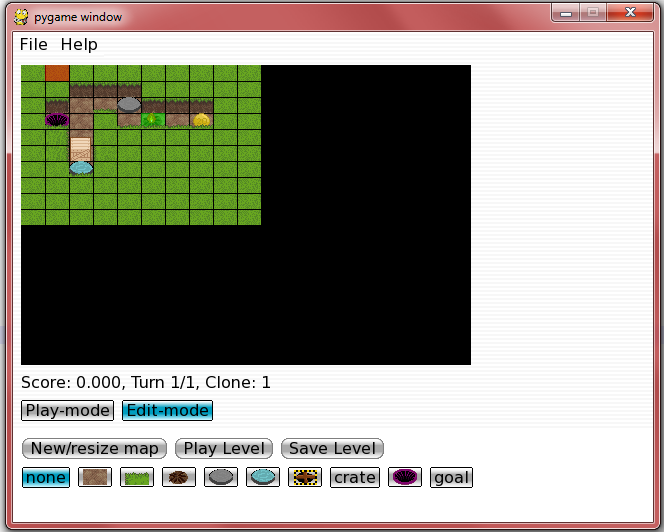 pygame window
File Help
Score: 0.000, Turn 1/1, Clone: 1
Play-mode Edit-mode
New/resize map Play Level Save Level
none crate goal